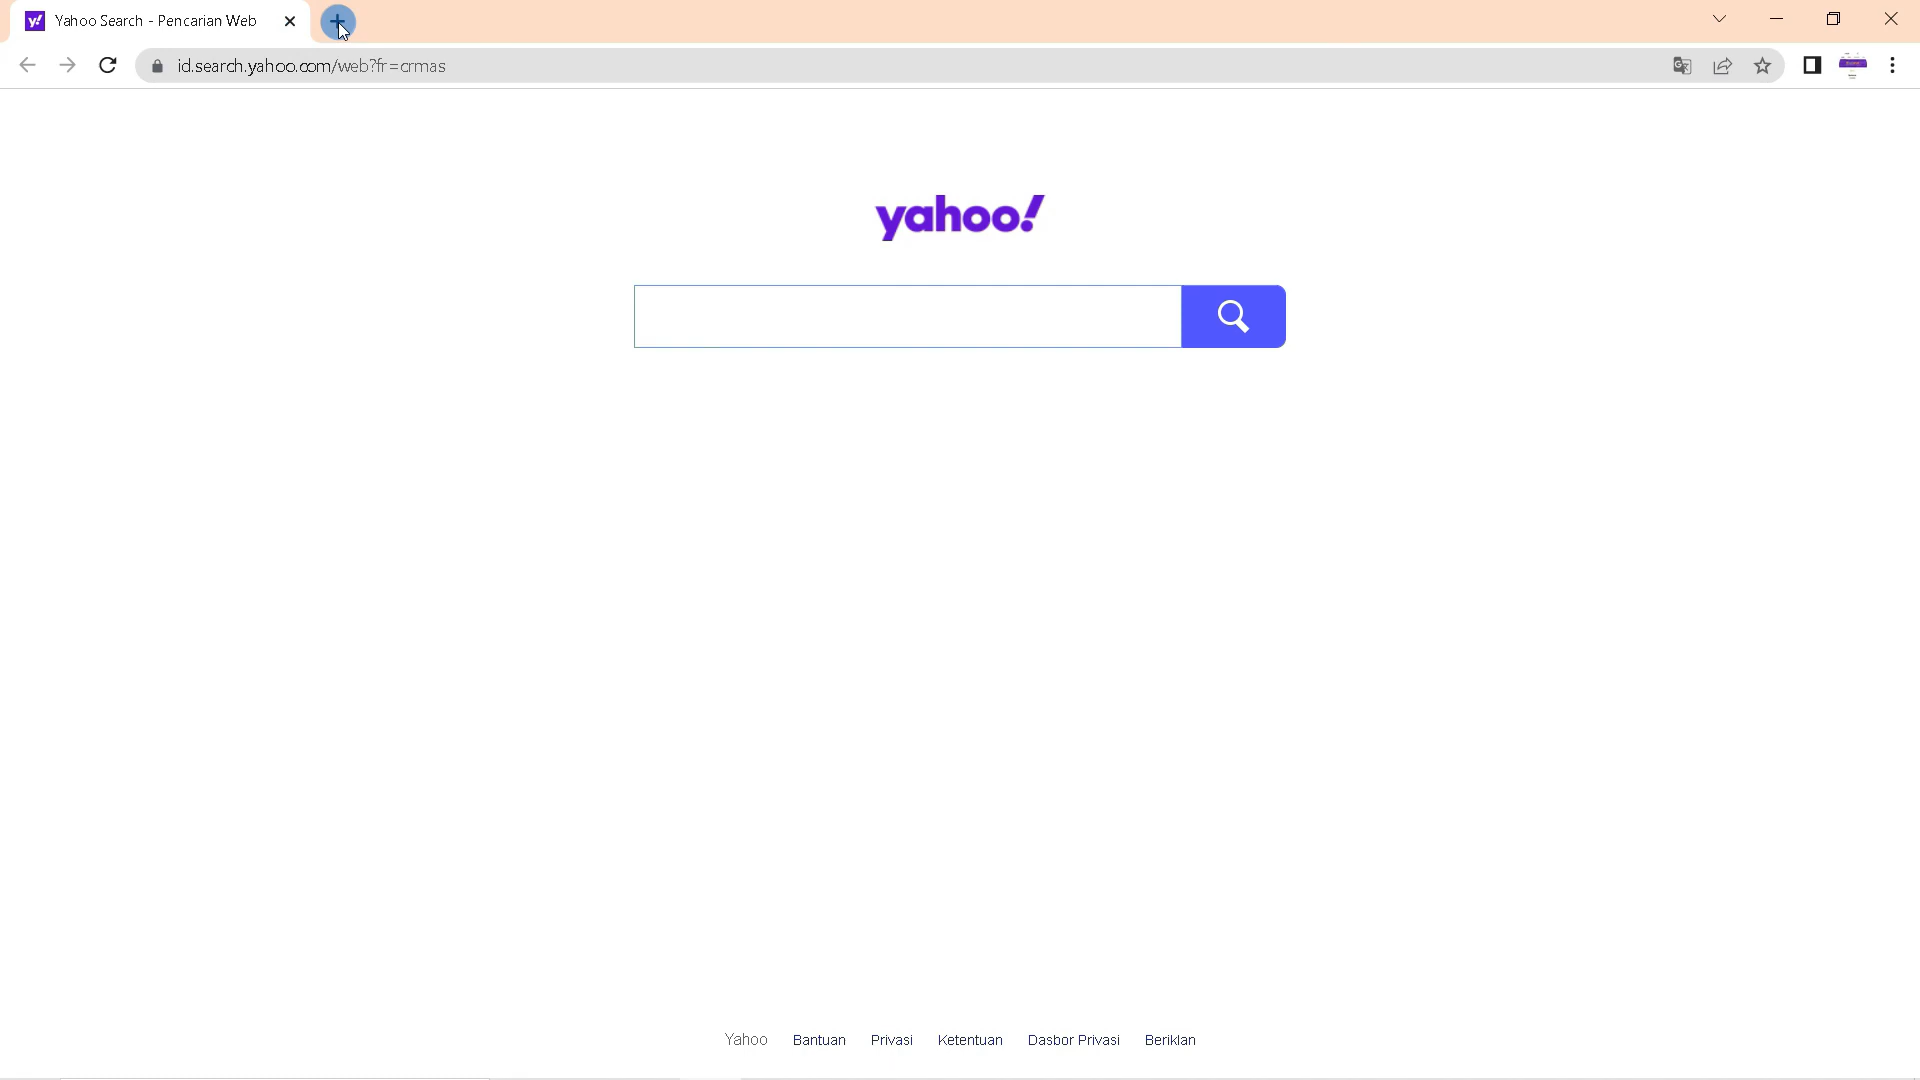 Yahoo Search - Pencarian Web
id.search.yahoo.com/web?fr=crmas
yahoo!
Yahoo Bantuan Privasi Ketentuan Dasbor Privasi Beriklan